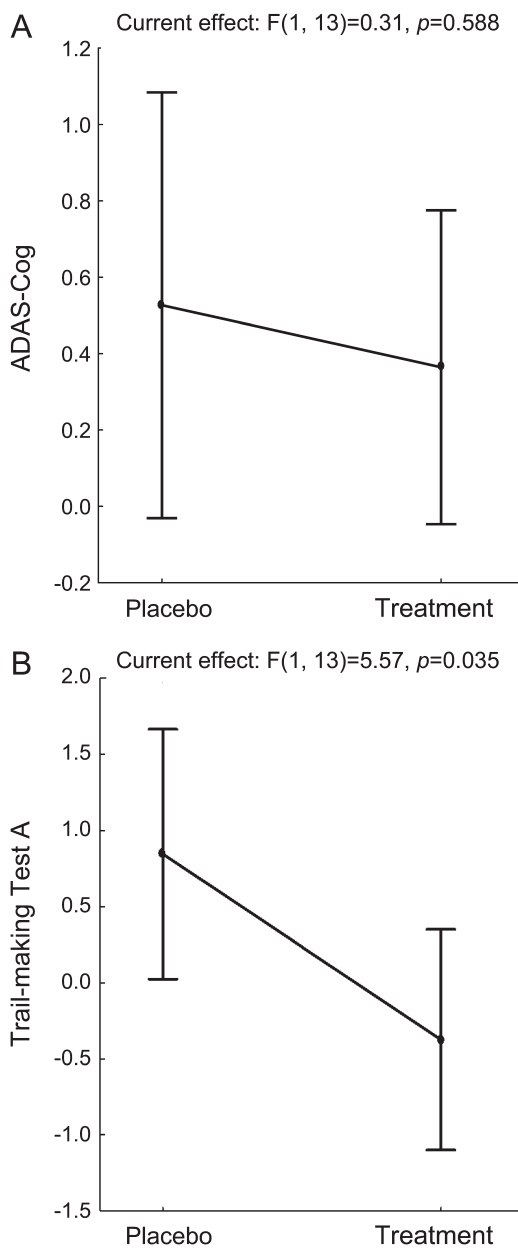 A
Current effect: F(1, 13)=0.31, p=0.588
1.2
1.0
0.8
0.6
0.4
0.2
0.0
-0.2
ADAS-Cog
Placebo Treatment
B
Current effect: F(1, 13)=5.57, p=0.035
2.0
1.5
1.0
0.5
0.0
-0.5
-1.0
-1.5
Trail-making Test A
Placebo Treatment